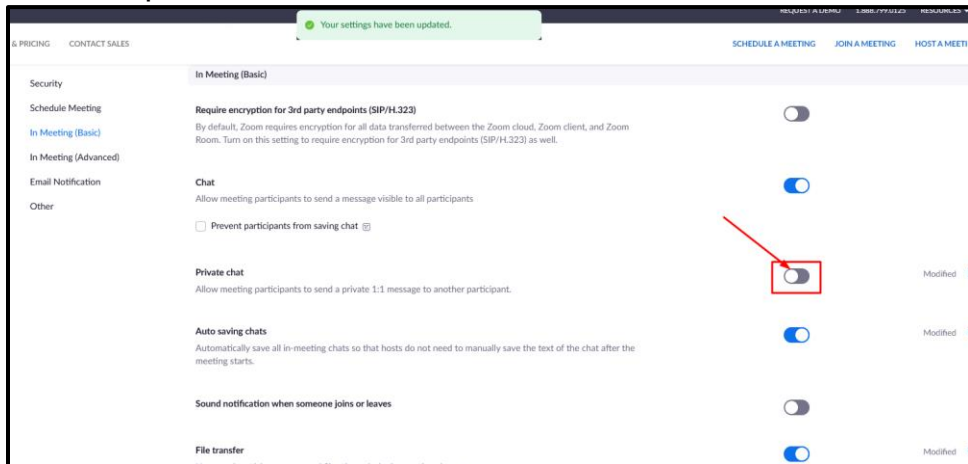 REQUEST A DEMO 1.888.799.0125 RESOURCES
Your settings have been updated.
& PRICING CONTACT SALES SCHEDULE A MEETING JOIN A MEETING HOST A MEETI
Security
Schedule Meeting
In Meeting (Basic)
In Meeting (Advanced)
Email Notification
Other
In Meeting (Basic)
Require encryption for 3rd party endpoints (SIP/H.323)
By default, Zoom requires encryption for all data transferred between the Zoom cloud, Zoom client, and Zoom
Room. Turn on this setting to require encryption for 3rd party endpoints (SIP/H.323) as well.
Chat
Allow meeting participants to send a message visible to all participants
Prevent participants from saving chat
Private chat
Modified
Allow meeting participants to send a private 1:1 message to another participant.
Auto saving chats
Modified
Automatically save all in-meeting chats so that hosts do not need to manually save the text of the chat after the
meeting starts.
Sound notification when someone joins or leaves
File transfer
Modified